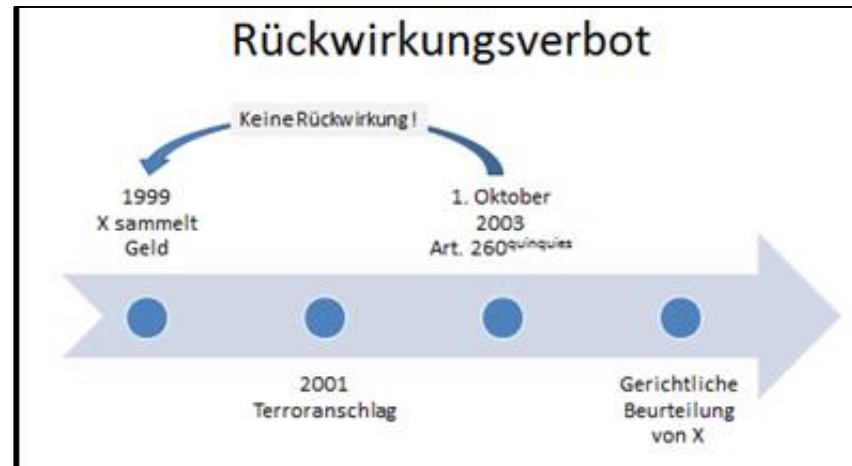 Rückwirkungsverbot
Keine Rückwirkung!
1999
X sammelt
Geld
1. Oktober
2003
Art. 260quinquies
2001
Terroranschlag
Gerichtliche
Beurteilung
von X